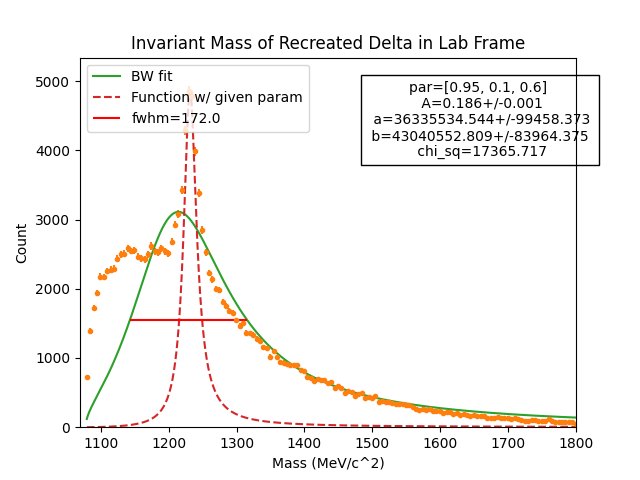 Invariant Mass of Recreated Delta in Lab Frame
BW fit
Function w/ given param
fwhm=172.0
par=[0.95, 0.1, 0.6]
A=0.186+/-0.001
a=36335534.544+/-99458.373
b=43040552.809+/-83964.375
chi_sq=17365.717
Count
5000
4000
3000
2000
1000
0
1100 1200 1300 1400 1500 1600 1700 1800
Mass (MeV/c^2)